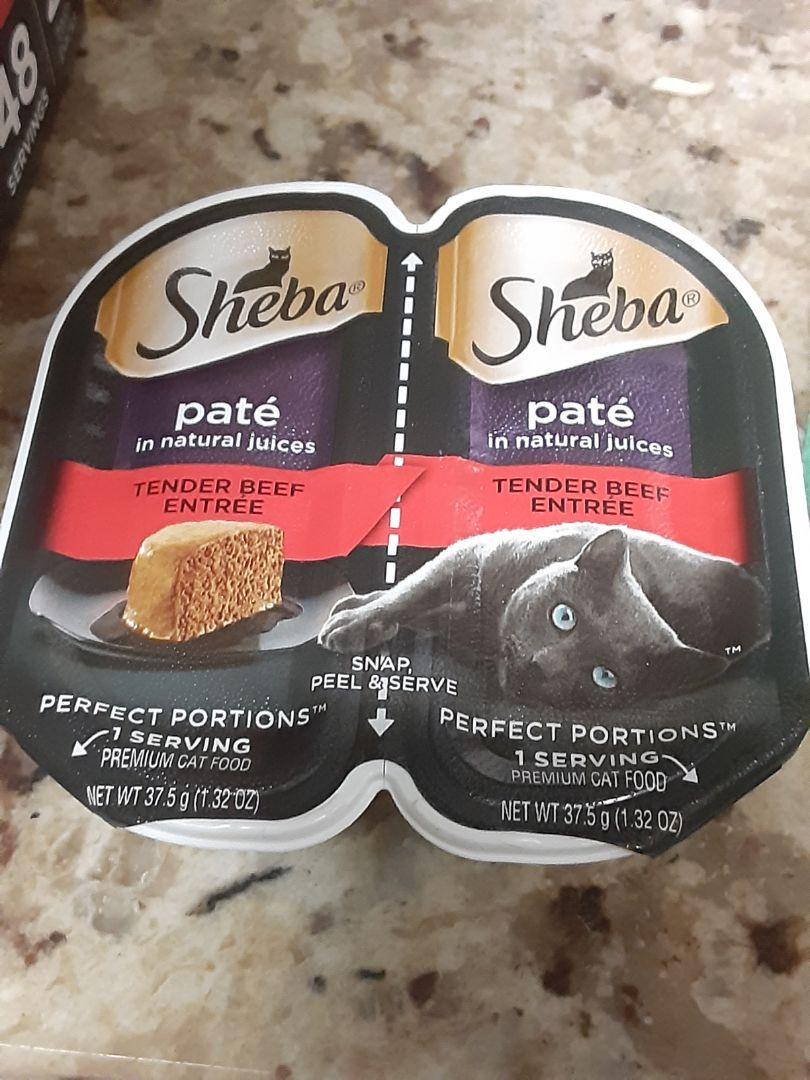 48
SERVINGS
Sheba®
paté
in natural juices
TENDER BEEF
ENTRÉE
Sheba®
paté
in natural juices
TENDER BEEF
ENTRÉE
TM
SNAP,
PEEL & SERVE
PERFECT PORTIONS™
1 SERVING
PREMIUM CAT FOOD
NET WT 37.5 g (1.32 OZ)
PERFECT PORTIONS™
1 SERVING
PREMIUM CAT FOOD
NET WT 37.5 g (1.32 OZ)